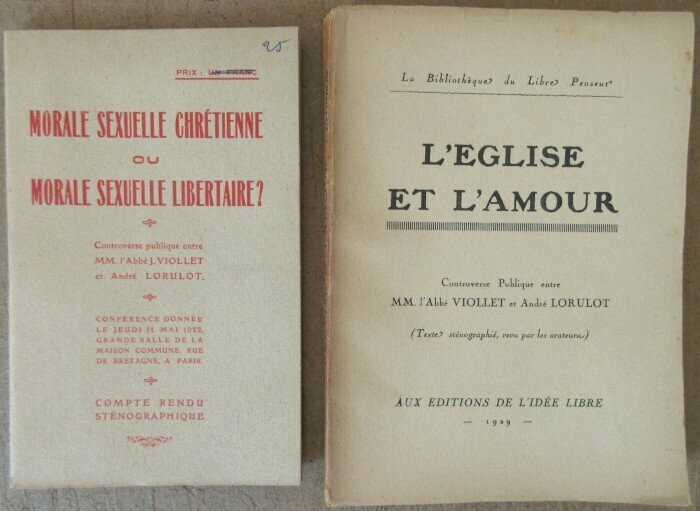 25
PRIX : UN FRANC
MORALE SEXUELLE CHRÉTIENNE
OU
MORALE SEXUELLE LIBERTAIRE?
Controverse publique entre
MM. l'Abbé J. VIOLLET
et André LORULOT.
CONFÉRENCE DONNÉE
LE JEUDI 11 MAI 1922,
GRANDE SALLE DE LA
MAISON COMMUNE, RUE
DE BRETAGNE, A PARIS.
COMPTE RENDU
STÉNOGRAPHIQUE
La Bibliothèque du Libre Penseur
L'EGLISE
ET L'AMOUR
Controverse Publique entre
MM. l'Abbé VIOLLET et André LORULOT
(Texte sténographié, revu par les orateurs)
AUX EDITIONS DE L'IDÉE LIBRE
— 1929 —